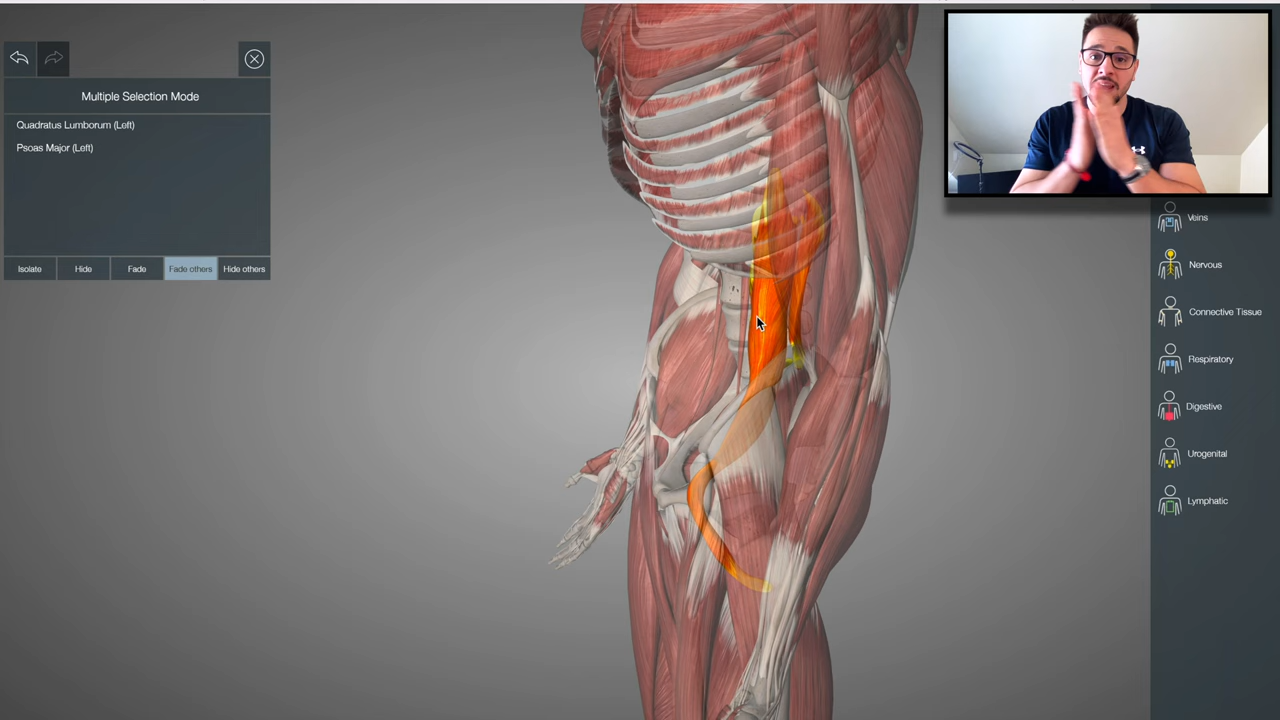 Multiple Selection Mode
Quadratus Lumborum (Left)
Psoas Major (Left)
Isolate
Hide
Fade
Fade others
Hide others
Veins
Nervous
Connective Tissue
Respiratory
Digestive
Urogenital
Lymphatic